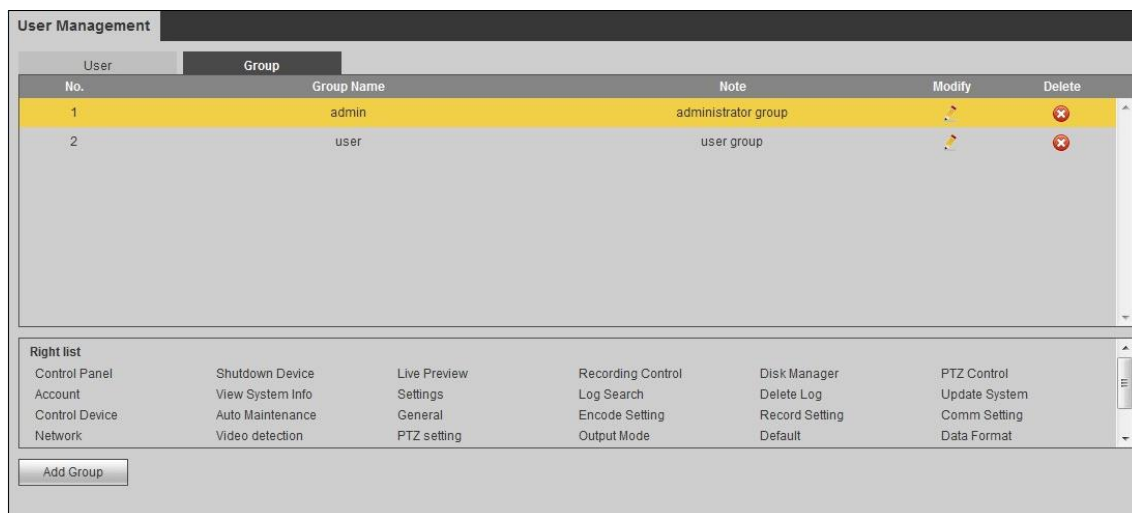 User Management
User Group
No. Group Name Note Modify Delete
1 admin administrator group
2 user user group
Right list
Control Panel Shutdown Device Live Preview Recording Control Disk Manager PTZ Control
Account View System Info Settings Log Search Delete Log Update System
Control Device Auto Maintenance General Encode Setting Record Setting Comm Setting
Network Video detection PTZ setting Output Mode Default Data Format
Add Group